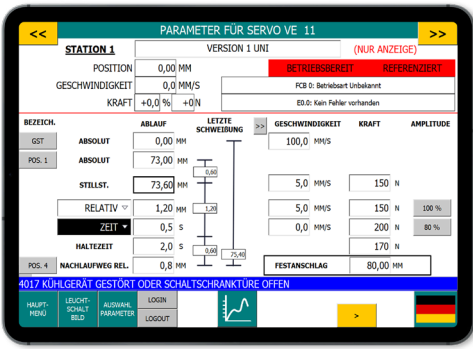 << PARAMETER FÜR SERVO VE 11 >>
STATION 1 VERSION 1 UNI (NUR ANZEIGE)
POSITION 0,00 MM BETRIEBSBEREIT REFERENZIERT
GESCHWINDIGKEIT 0,0 MM/S FCB 0: Betriebsart Unbekannt
KRAFT +0,0 % +0 N E0.0: Kein Fehler vorhanden
BEZEICH. ABLAUF LETZTE SCHWEIßUNG >> GESCHWINDIGKEIT KRAFT AMPLITUDE
GST ABSOLUT 0,00 MM 100,0 MM/S
POS. 1 ABSOLUT 73,00 MM
0,60
STILLST. 73,60 MM 5,0 MM/S 150 N
RELATIV 1,20 MM 1,20 5,0 MM/S 150 N 100 %
ZEIT 0,5 S 0,0 MM/S 200 N 80 %
HALTEZEIT 2,0 S 0,60 75,40 170 N
POS. 4 NACHLAUFWEG REL. 0,8 MM FESTANSCHLAG 80,00 MM
4017 KÜHLGERÄT GESTÖRT ODER SCHALTSCHRANKTÜRE OFFEN
HAUPT-
MENÜ
LEUCHT-
SCHALT
BILD
AUSWAHL
PARAMETER
LOGIN
LOGOUT
>